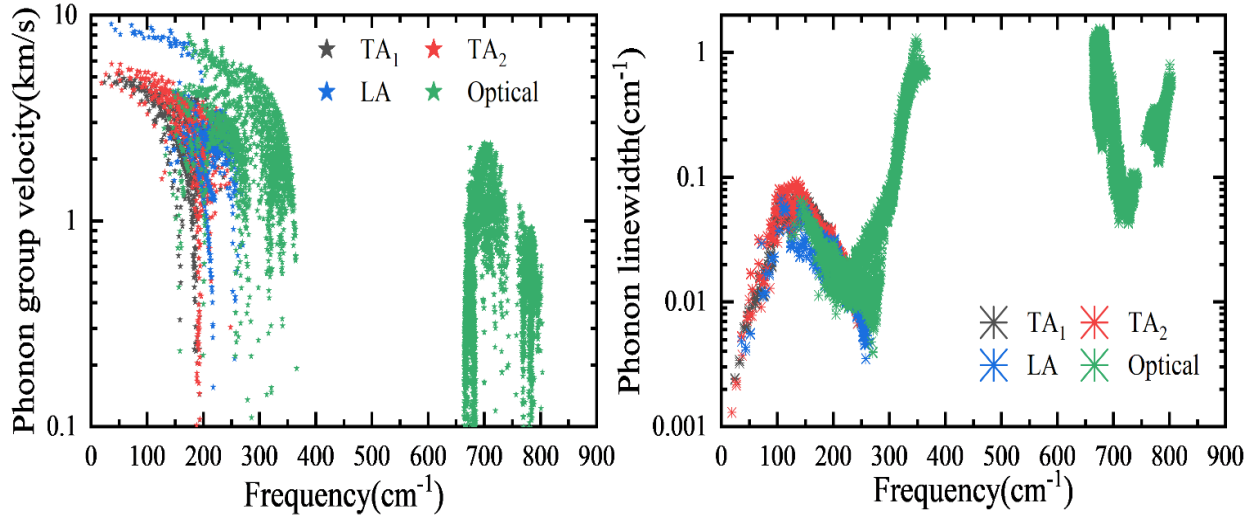 Phonon group velocity(km/s)
10
1
0.1
TA₁
TA₂
LA
Optical
0 100 200 300 400 500 600 700 800 900
Frequency(cm⁻¹)
Phonon linewidth(cm⁻¹)
1
0.1
0.01
0.001
TA₁
TA₂
LA
Optical
0 100 200 300 400 500 600 700 800 900
Frequency(cm⁻¹)